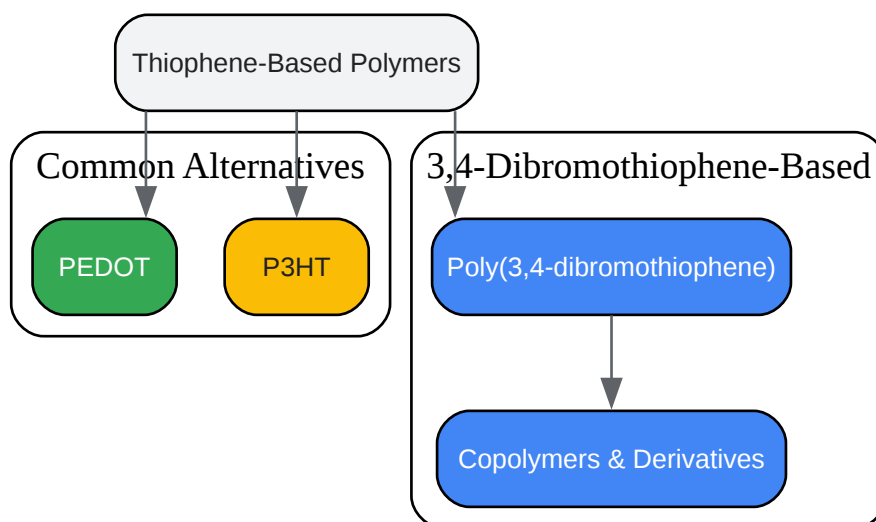 Thiophene-Based Polymers
Common Alternatives
3,4-Dibromothiophene-Based
PEDOT
P3HT
Poly(3,4-dibromothiophene)
Copolymers & Derivatives